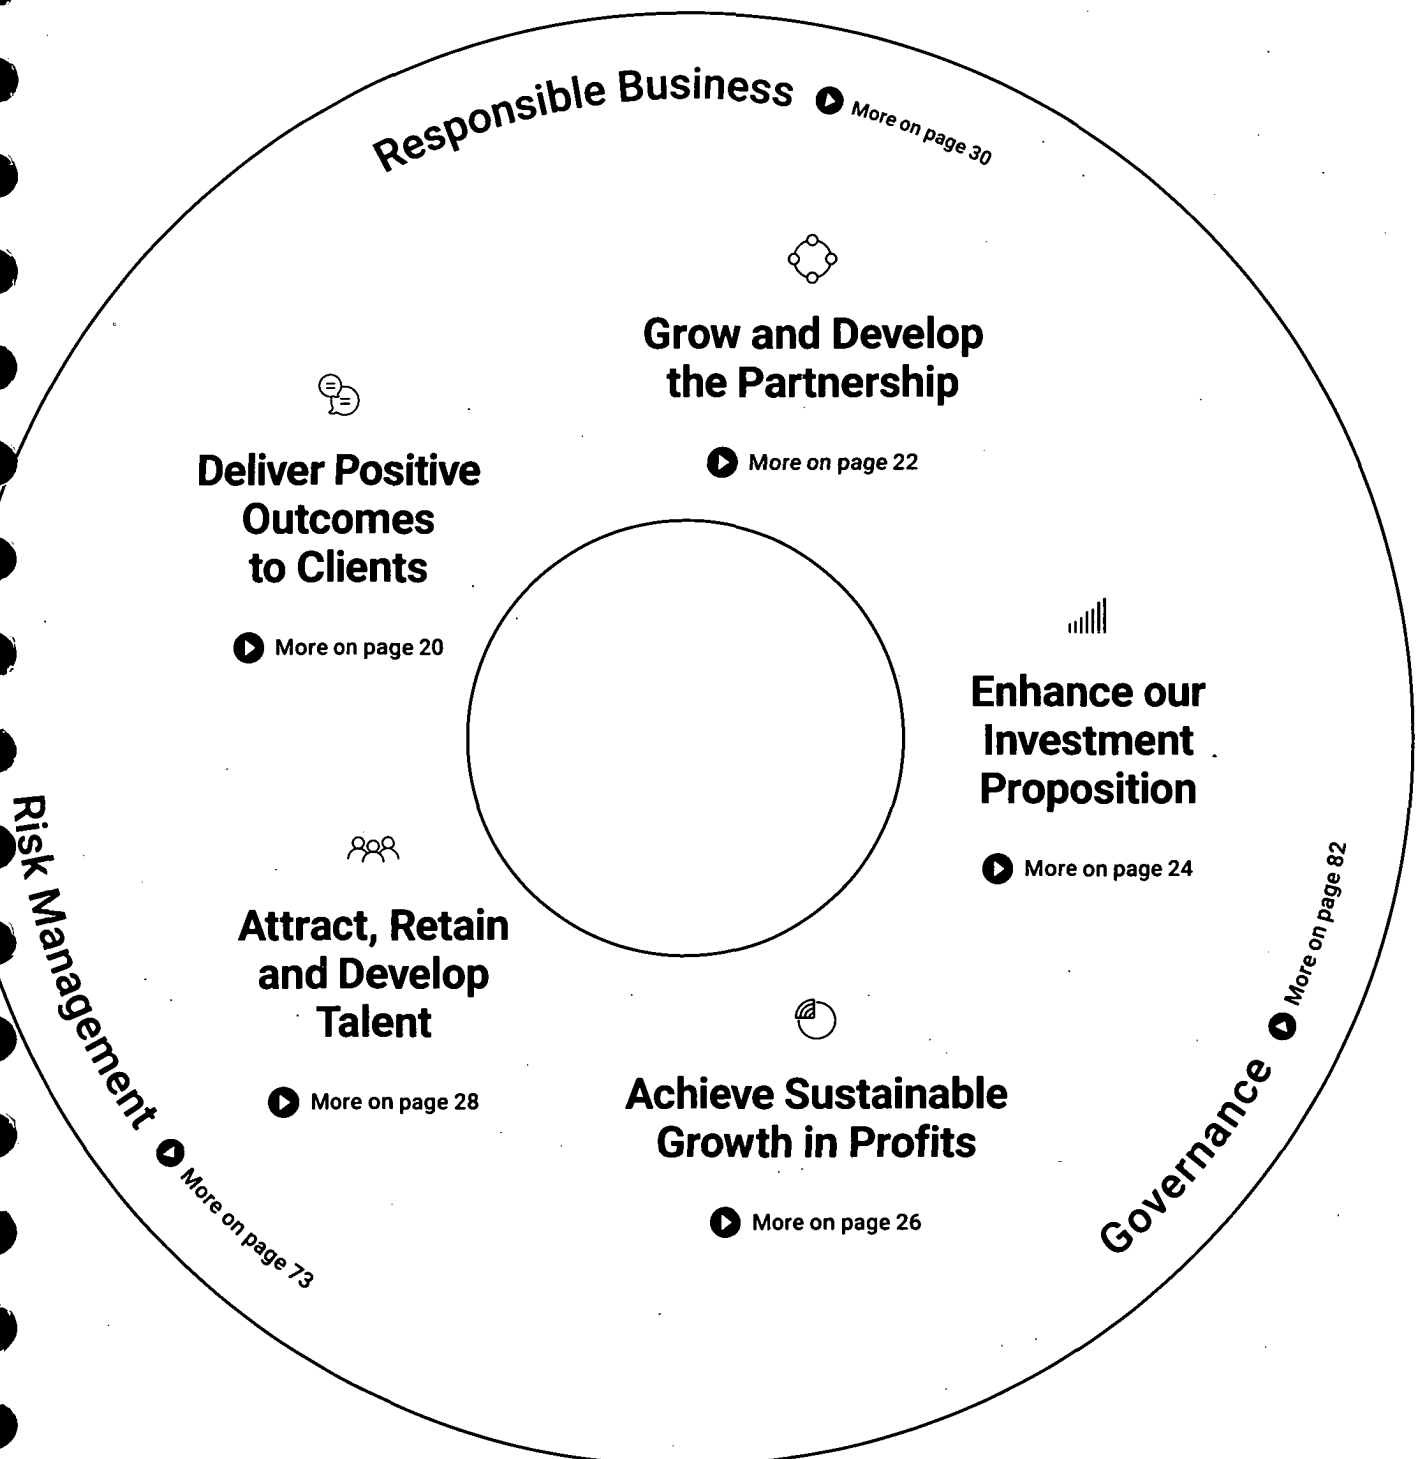 Responsible Business More on page 30
Grow and Develop
the Partnership
More on page 22
Deliver Positive
Outcomes
to Clients
More on page 20
Enhance our
Investment
Proposition
More on page 24
Attract, Retain
and Develop
Talent
More on page 28
Achieve Sustainable
Growth in Profits
More on page 26
Risk Management More on page 73
Governance More on page 82